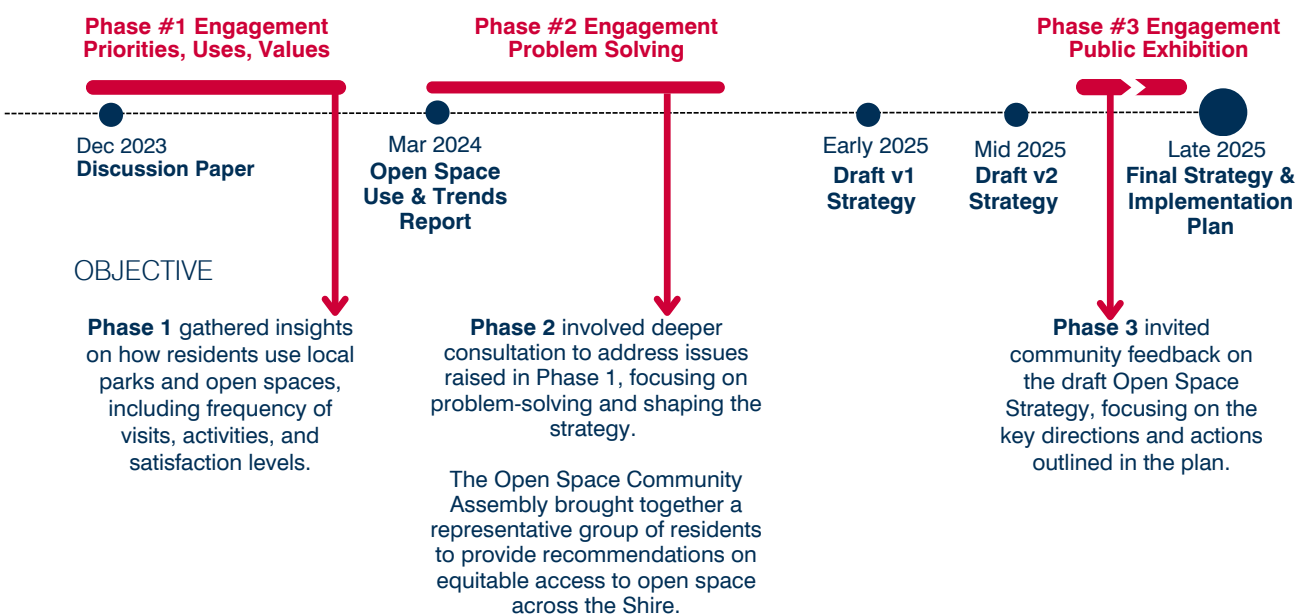 Phase #1 Engagement
Priorities, Uses, Values
Phase #2 Engagement
Problem Solving
Phase #3 Engagement
Public Exhibition
Dec 2023
Discussion Paper
Mar 2024
Open Space
Use & Trends
Report
Early 2025
Draft v1
Strategy
Mid 2025
Draft v2
Strategy
Late 2025
Final Strategy &
Implementation
Plan
OBJECTIVE
Phase 1 gathered insights
on how residents use local
parks and open spaces,
including frequency of
visits, activities, and
satisfaction levels.
Phase 2 involved deeper
consultation to address issues
raised in Phase 1, focusing on
problem-solving and shaping the
strategy.
The Open Space Community
Assembly brought together a
representative group of residents
to provide recommendations on
equitable access to open space
across the Shire.
Phase 3 invited
community feedback on
the draft Open Space
Strategy, focusing on the
key directions and actions
outlined in the plan.